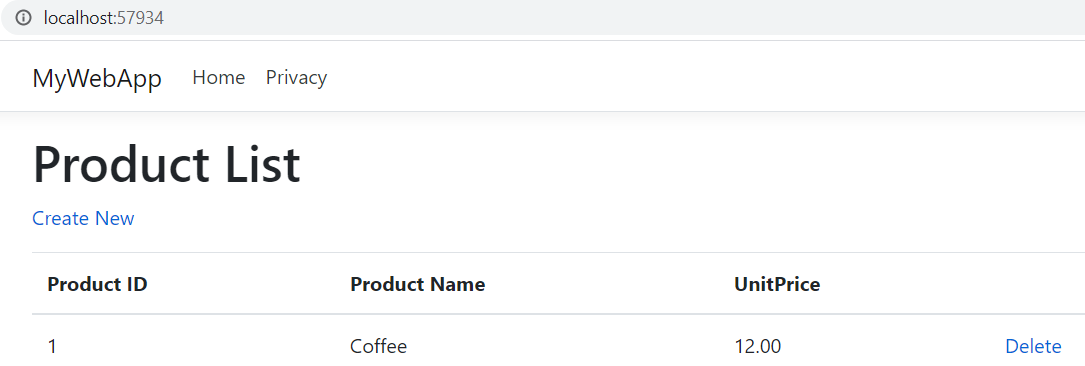 localhost:57934
MyWebApp Home Privacy
Product List
Create New
Product ID Product Name UnitPrice
1 Coffee 12.00 Delete